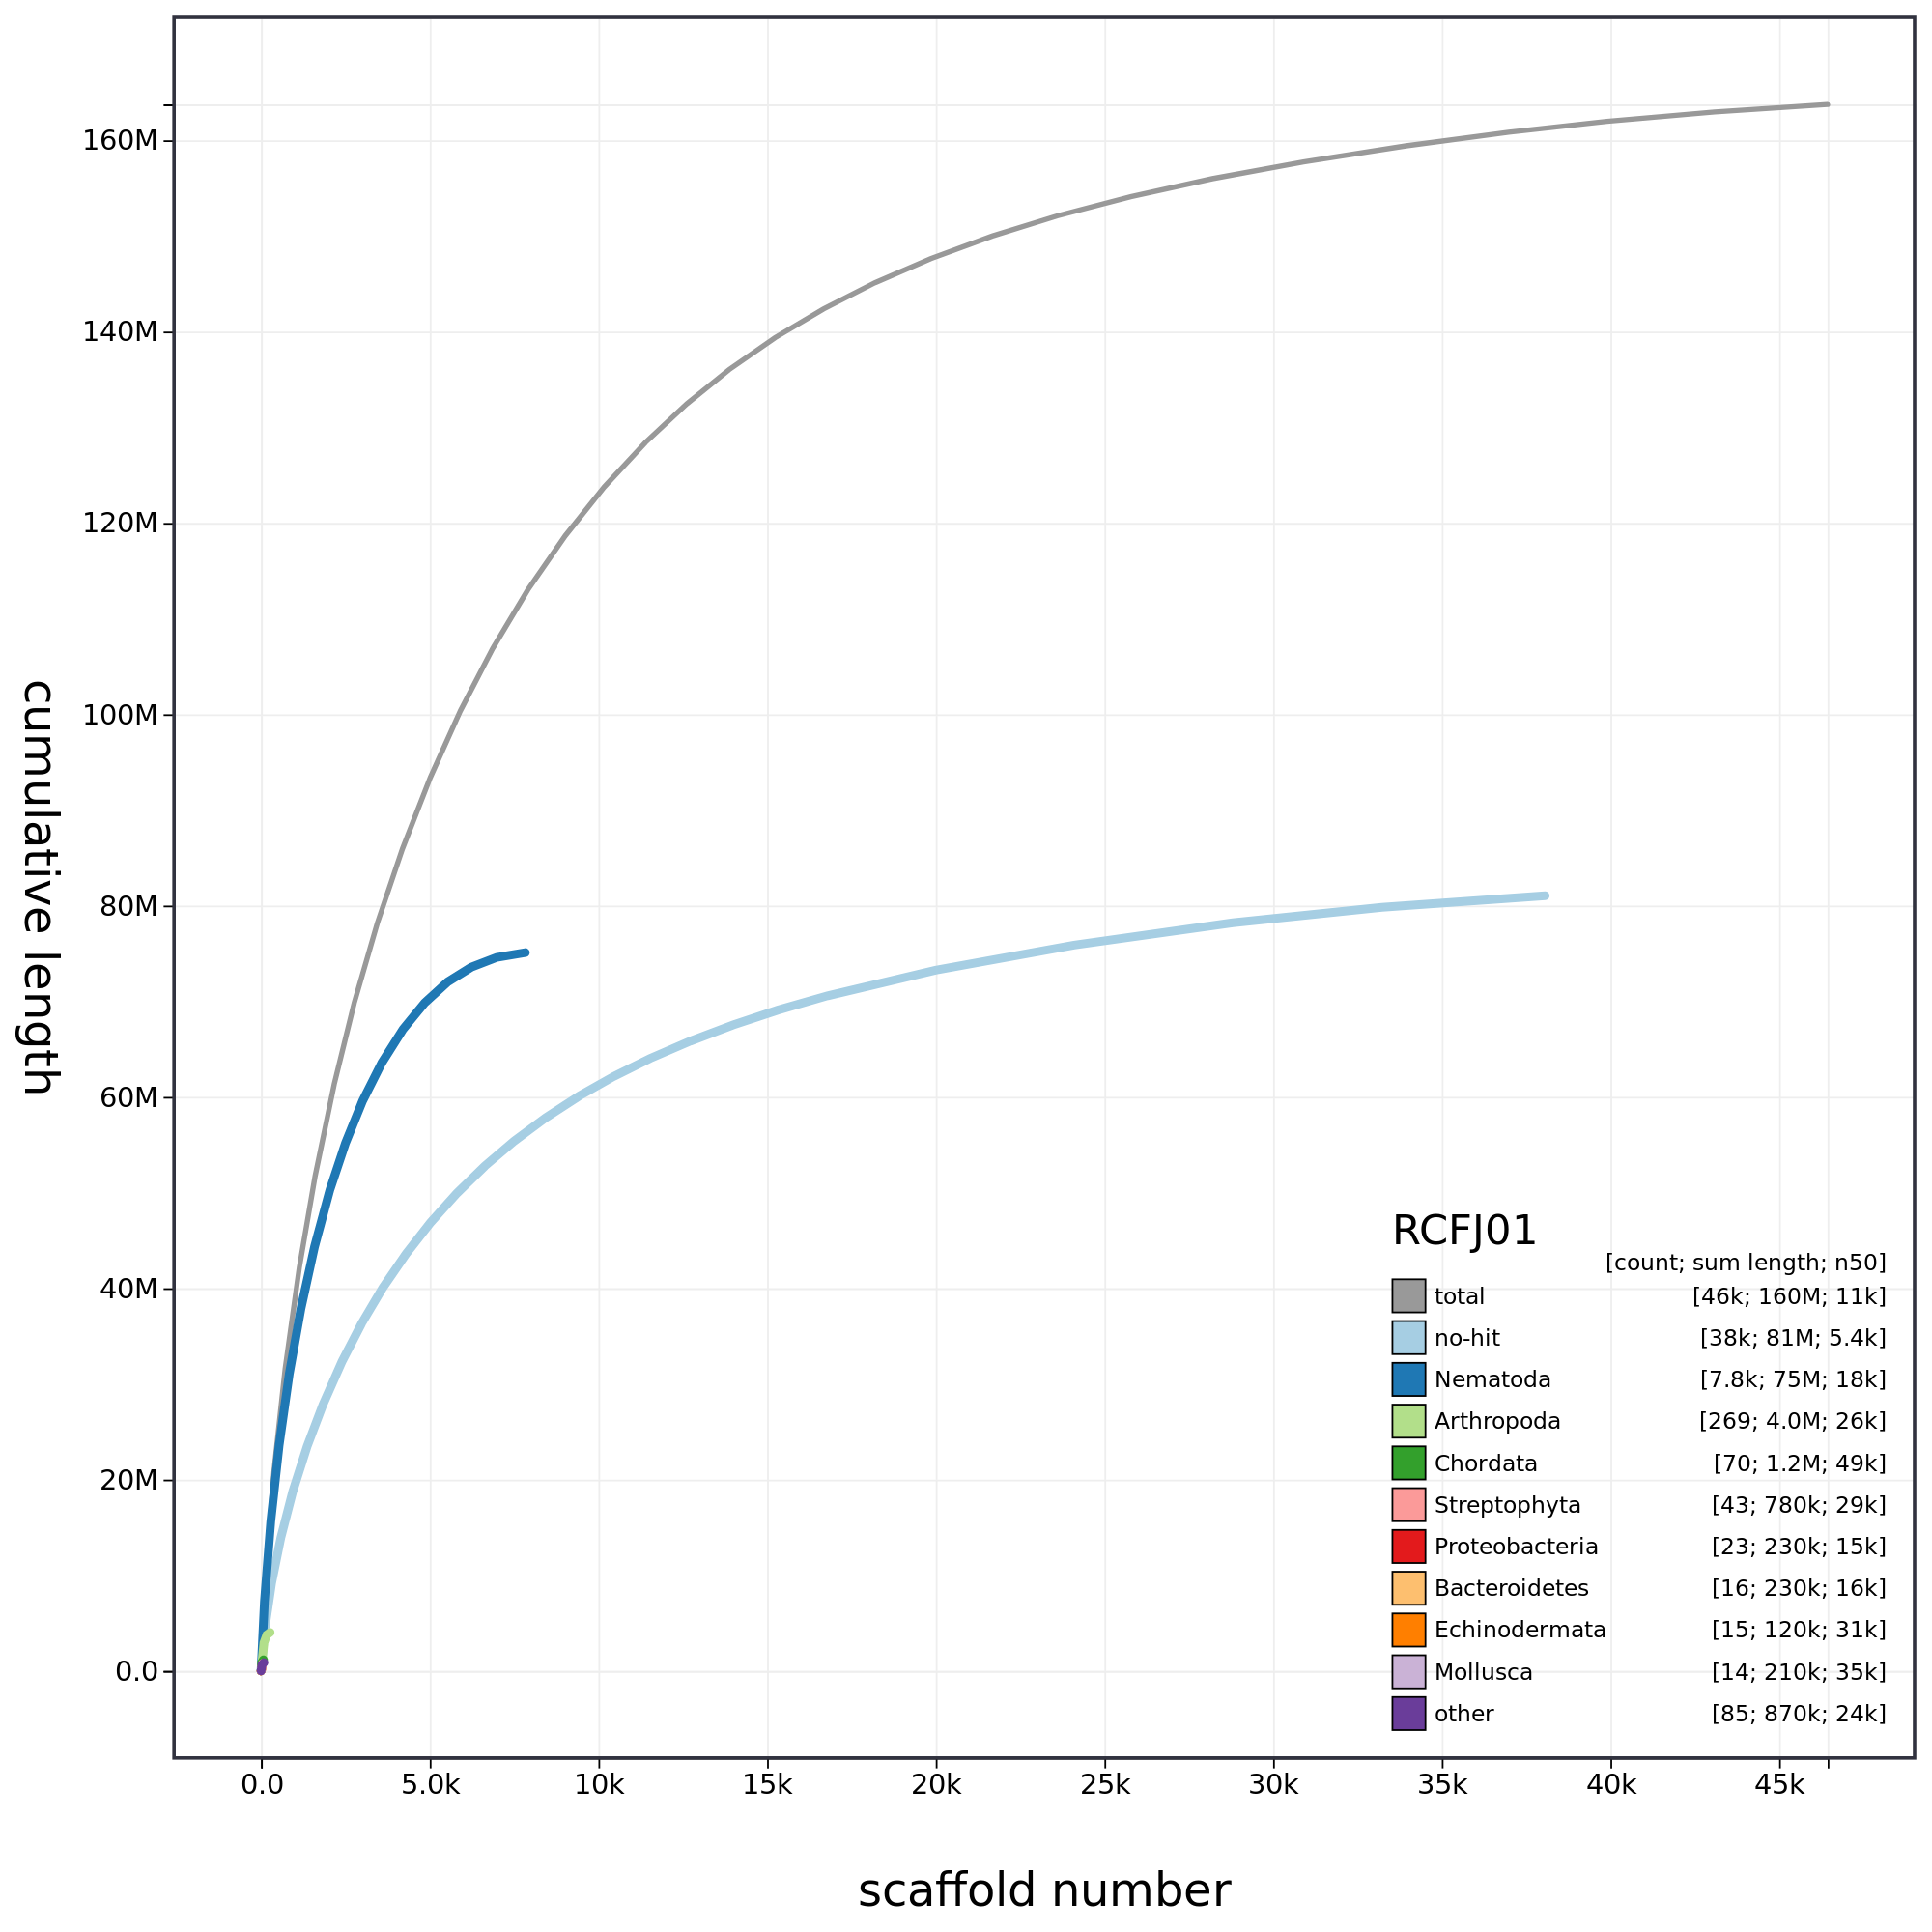 cumulative length
160M
140M
120M
100M
80M
60M
40M
20M
0.0
RCFJ01
[count; sum length; n50]
total [46k; 160M; 11k]
no-hit [38k; 81M; 5.4k]
Nematoda [7.8k; 75M; 18k]
Arthropoda [269; 4.0M; 26k]
Chordata [70; 1.2M; 49k]
Streptophyta [43; 780k; 29k]
Proteobacteria [23; 230k; 15k]
Bacteroidetes [16; 230k; 16k]
Echinodermata [15; 120k; 31k]
Mollusca [14; 210k; 35k]
other [85; 870k; 24k]
0.0 5.0k 10k 15k 20k 25k 30k 35k 40k 45k
scaffold number